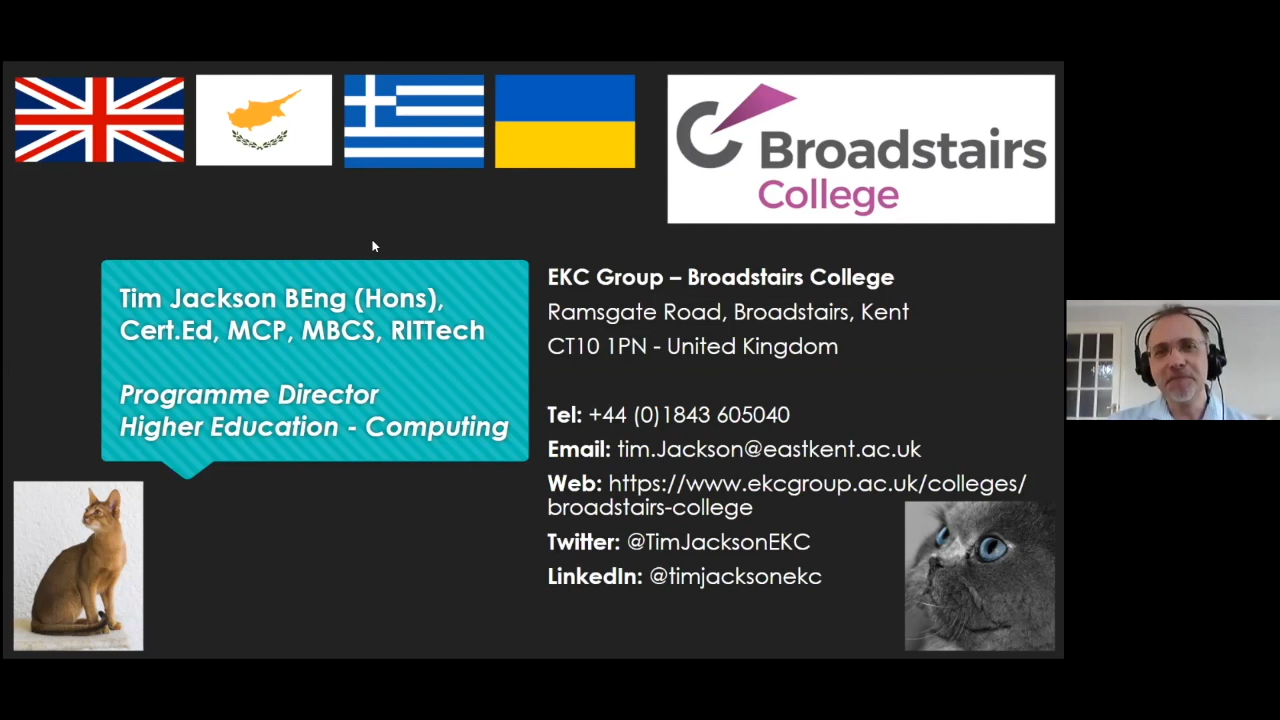 Broadstairs
College
Tim Jackson BEng (Hons),
Cert.Ed, MCP, MBCS, RITTech
Programme Director
Higher Education - Computing
EKC Group – Broadstairs College
Ramsgate Road, Broadstairs, Kent
CT10 1PN - United Kingdom
Tel: +44 (0)1843 605040
Email: tim.Jackson@eastkent.ac.uk
Web: https://www.ekcgroup.ac.uk/colleges/
broadstairs-college
Twitter: @TimJacksonEKC
LinkedIn: @timjacksonekc